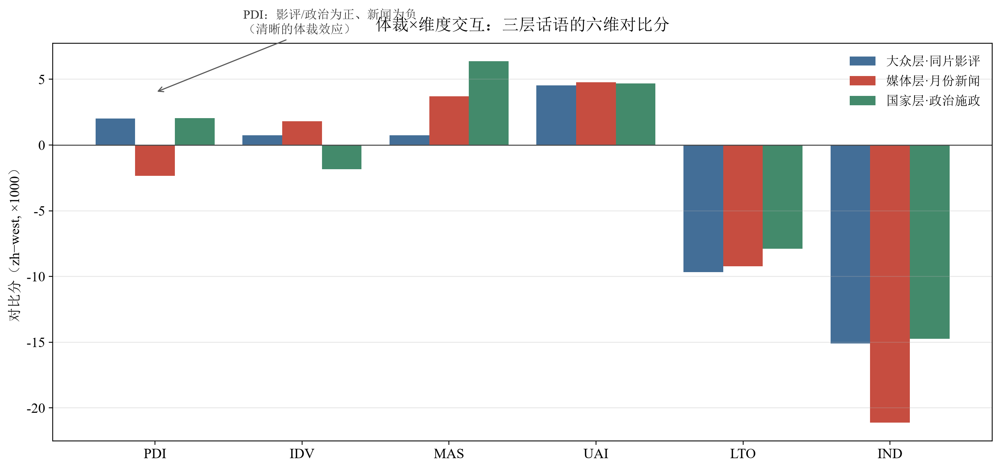 PDI：影评/政治为正、新闻为负
（清晰的体裁效应）
体裁×维度交互：三层话语的六维对比分
大众层·同片影评
媒体层·月份新闻
国家层·政治施政
对比分（zh−west, ×1000）
5
0
-5
-10
-15
-20
PDI
IDV
MAS
UAI
LTO
IND